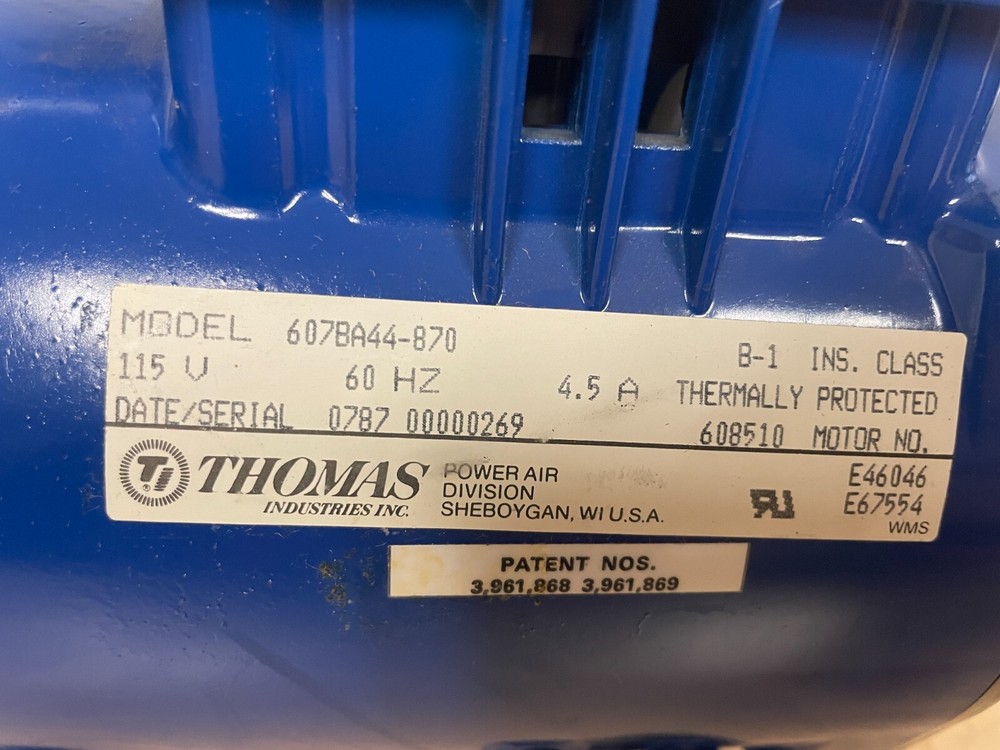 MODEL 607BA44-870 B-1 INS. CLASS
115 V 60 HZ 4.5 A THERMALLY PROTECTED
DATE/SERIAL 0787 00000269 608510 MOTOR NO.
Ti ® THOMAS INDUSTRIES INC.
POWER AIR
DIVISION
SHEBOYGAN, WI U.S.A.
RU
E46046
E67554
WMS
PATENT NOS.
3,961,868 3,961,869